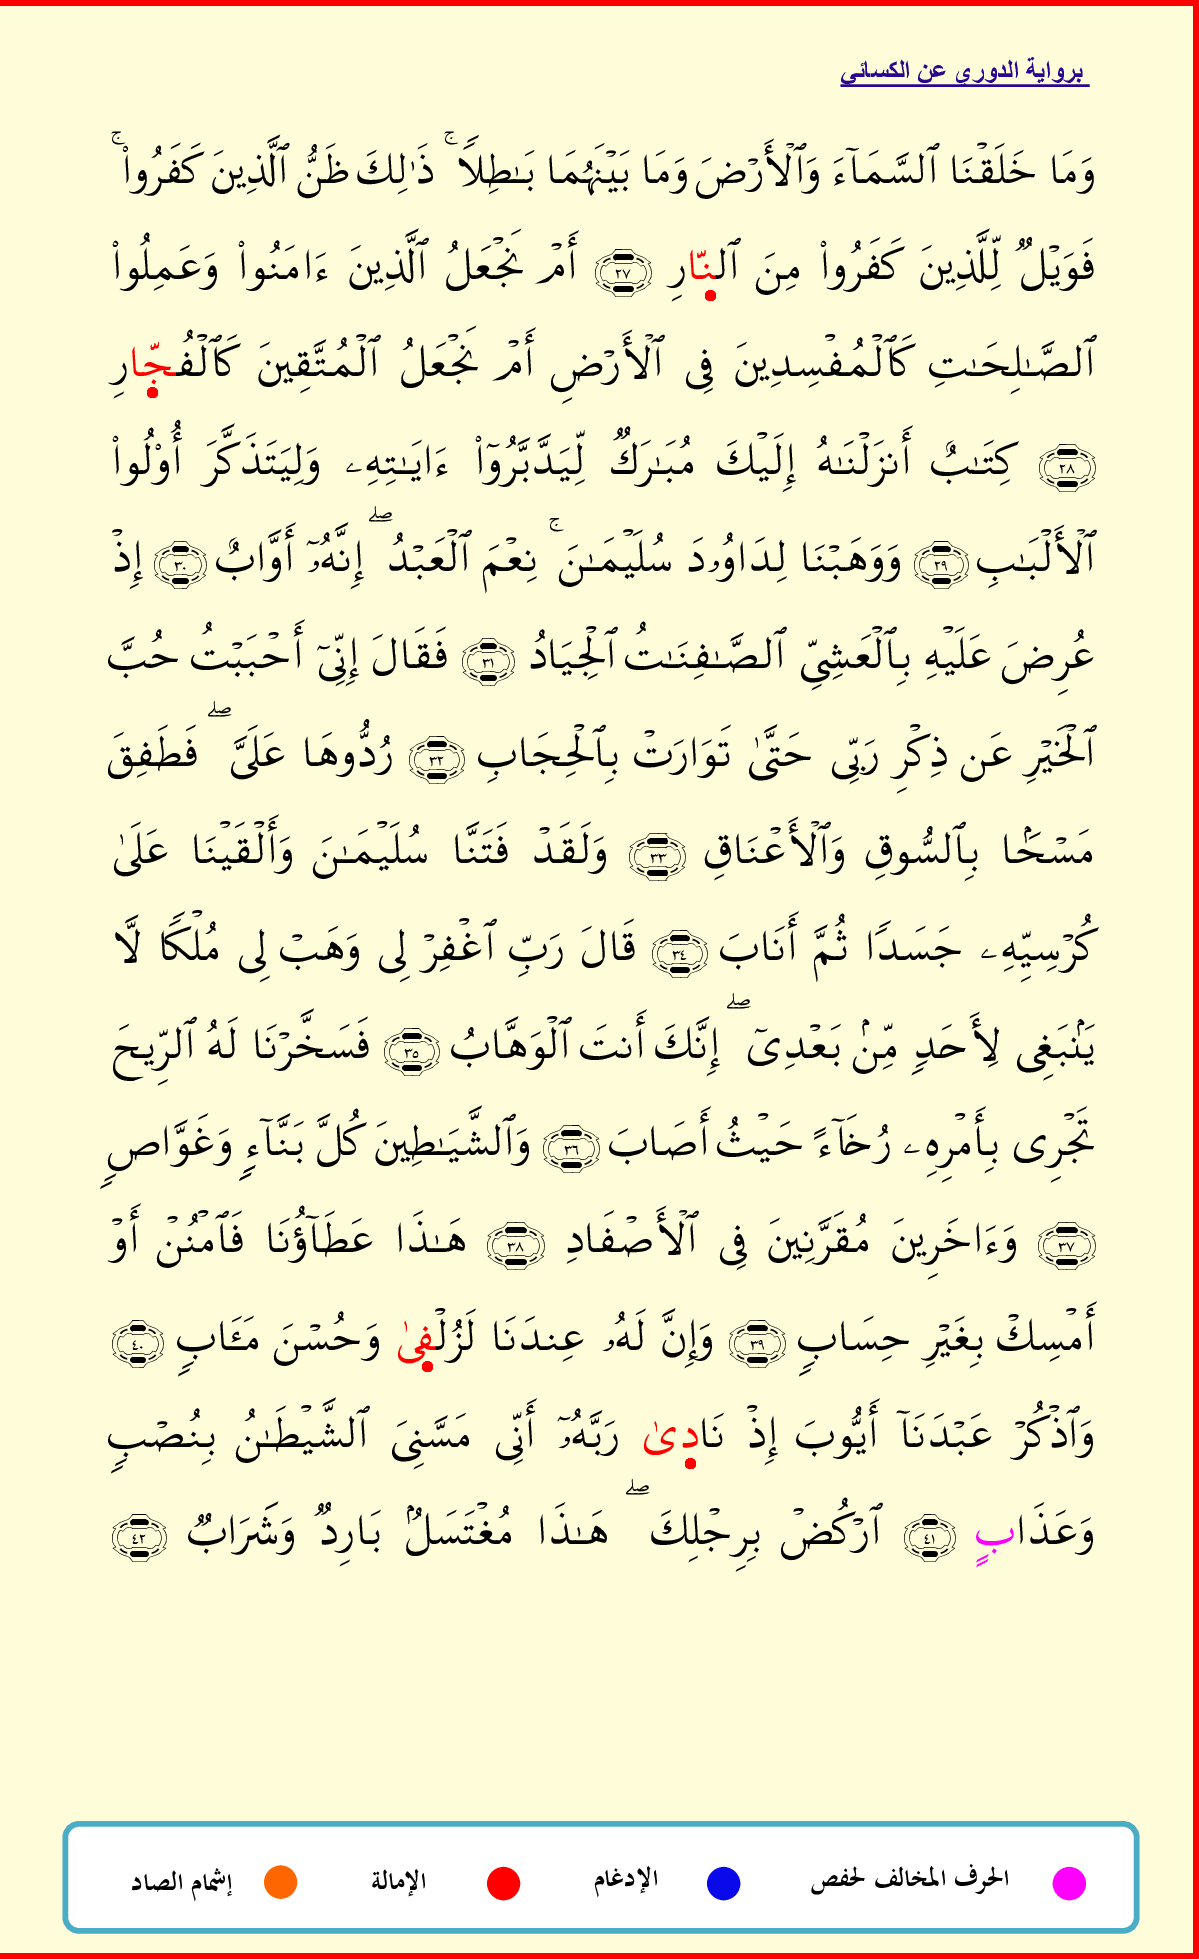 برواية الدوري عن الكسائي
وَمَا خَلَقۡنَا ٱلسَّمَآءَ وَٱلۡأَرۡضَ وَمَا بَيۡنَهُمَا بَٰطِلٗاۚ ذَٰلِكَ ظَنُّ ٱلَّذِينَ كَفَرُواْۚ
فَوَيۡلٞ لِّلَّذِينَ كَفَرُواْ مِنَ ٱلنّ۪ارِ ٢٧ أَمۡ نَجۡعَلُ ٱلَّذِينَ ءَامَنُواْ وَعَمِلُواْ
ٱلصَّٰلِحَٰتِ كَٱلۡمُفۡسِدِينَ فِي ٱلۡأَرۡضِ أَمۡ نَجۡعَلُ ٱلۡمُتَّقِينَ كَٱلۡفُجّ۪ارِ
٢٨ كِتَٰبٌ أَنزَلۡنَٰهُ إِلَيۡكَ مُبَٰرَكٞ لِّيَدَّبَّرُوٓاْ ءَايَٰتِهِۦ وَلِيَتَذَكَّرَ أُوْلُواْ
ٱلۡأَلۡبَٰبِ ٢٩ وَوَهَبۡنَا لِدَاوُۥدَ سُلَيۡمَٰنَۚ نِعۡمَ ٱلۡعَبۡدُۖ إِنَّهُۥٓ أَوَّابٌ ٣٠ إِذۡ
عُرِضَ عَلَيۡهِ بِٱلۡعَشِيِّ ٱلصَّٰفِنَٰتُ ٱلۡجِيَادُ ٣١ فَقَالَ إِنِّيٓ أَحۡبَبۡتُ حُبَّ
ٱلۡخَيۡرِ عَن ذِكۡرِ رَبِّي حَتَّىٰ تَوَارَتۡ بِٱلۡحِجَابِ ٣٢ رُدُّوهَا عَلَيَّۖ فَطَفِقَ
مَسۡحَۢا بِٱلسُّوقِ وَٱلۡأَعۡنَاقِ ٣٣ وَلَقَدۡ فَتَنَّا سُلَيۡمَٰنَ وَأَلۡقَيۡنَا عَلَىٰ
كُرۡسِيِّهِۦ جَسَدٗا ثُمَّ أَنَابَ ٣٤ قَالَ رَبِّ ٱغۡفِرۡ لِي وَهَبۡ لِي مُلۡكٗا لَّا
يَنۢبَغِي لِأَحَدٖ مِّنۢ بَعۡدِيٓۖ إِنَّكَ أَنتَ ٱلۡوَهَّابُ ٣٥ فَسَخَّرۡنَا لَهُ ٱلرِّيحَ
تَجۡرِي بِأَمۡرِهِۦ رُخَآءً حَيۡثُ أَصَابَ ٣٦ وَٱلشَّيَٰطِينَ كُلَّ بَنَّآءٖ وَغَوَّاصٖ
٣٧ وَءَاخَرِينَ مُقَرَّنِينَ فِي ٱلۡأَصۡفَادِ ٣٨ هَٰذَا عَطَآؤُنَا فَٱمۡنُنۡ أَوۡ
أَمۡسِكۡ بِغَيۡرِ حِسَابٖ ٣٩ وَإِنَّ لَهُۥ عِندَنَا لَزُلۡف۪ىٰ وَحُسۡنَ مَـَٔابٖ ٤٠
وَٱذۡكُرۡ عَبۡدَنَآ أَيُّوبَ إِذۡ نَاد۪ىٰ رَبَّهُۥٓ أَنِّي مَسَّنِيَ ٱلشَّيۡطَٰنُ بِنُصۡبٖ
وَعَذَابٍ ٤١ ٱرۡكُضۡ بِرِجۡلِكَۖ هَٰذَا مُغۡتَسَلُۢ بَارِدٞ وَشَرَابٞ ٤٢
الحرف المخالف لحفص الإدغام الإمالة إشمام الصاد